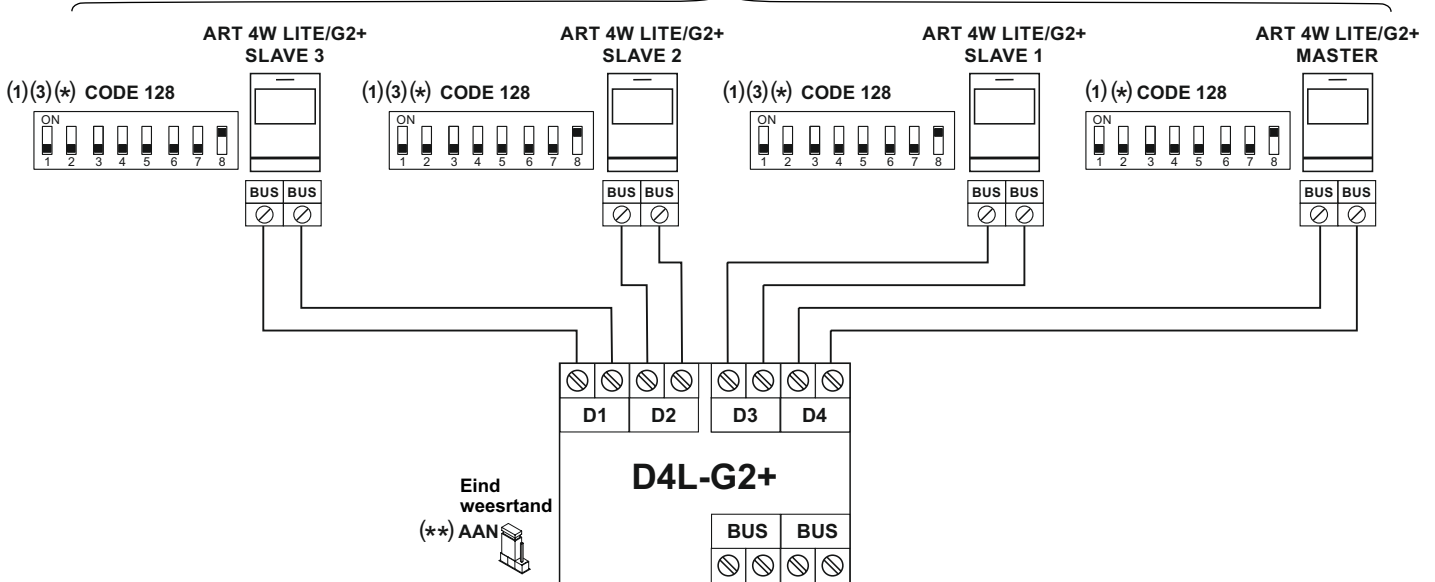 ART 4W LITE/G2+
SLAVE 3
ART 4W LITE/G2+
SLAVE 2
ART 4W LITE/G2+
SLAVE 1
ART 4W LITE/G2+
MASTER
(1)(3)(*) CODE 128
(1)(3)(*) CODE 128
(1)(3)(*) CODE 128
(1)(*) CODE 128
ON
1 2 3 4 5 6 7 8
ON
1 2 3 4 5 6 7 8
ON
1 2 3 4 5 6 7 8
ON
1 2 3 4 5 6 7 8
BUS BUS
BUS BUS
BUS BUS
BUS BUS
D1 D2 D3 D4
D4L-G2+
Eind
weesrtand
(**) AAN
BUS BUS